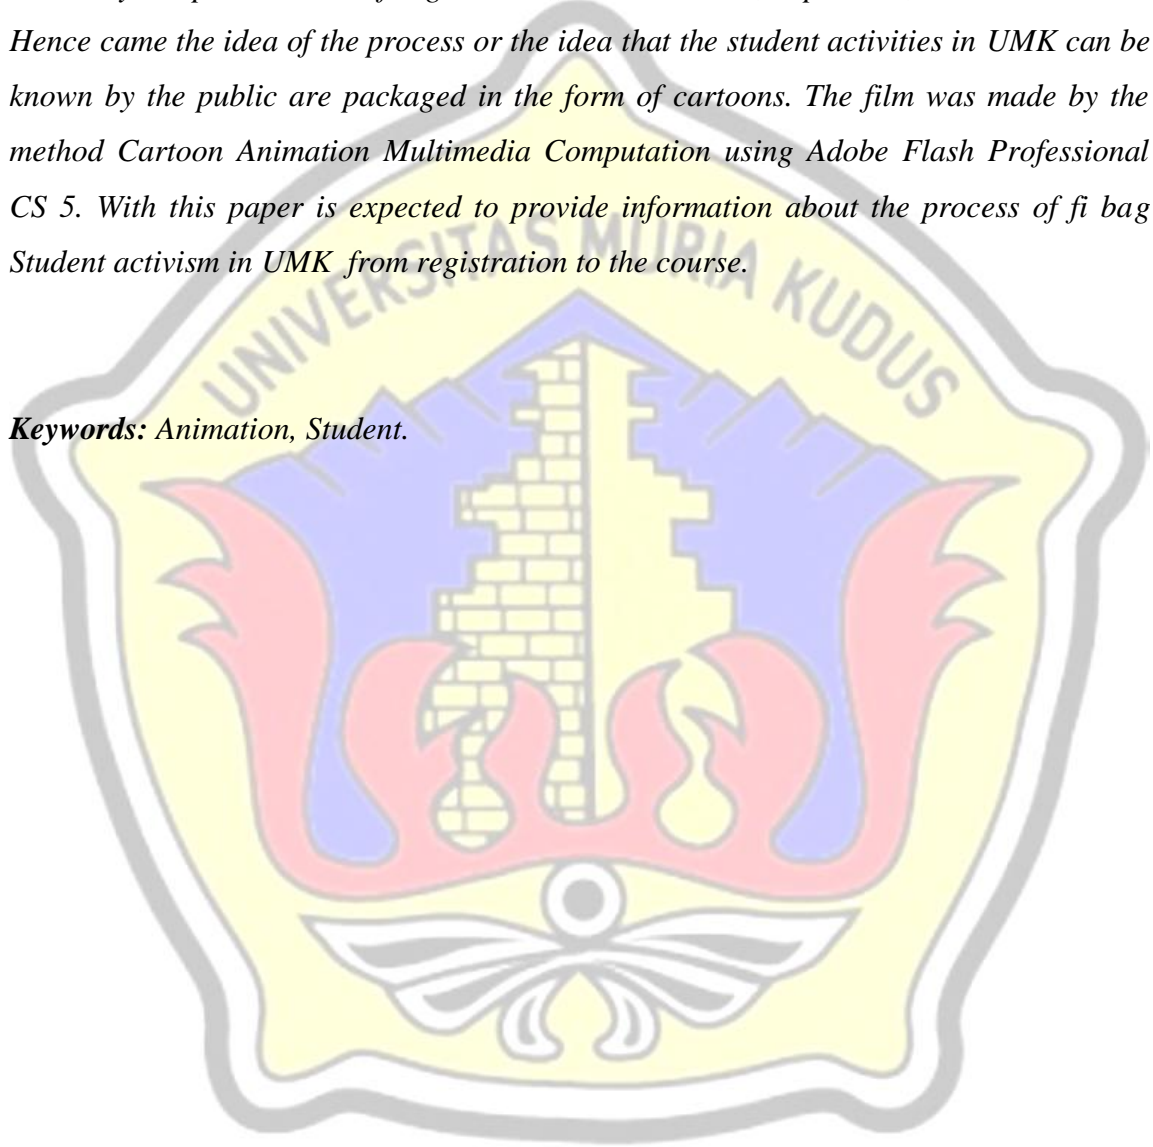 Hence came the idea of the process or the idea that the student activities in UMK can be
known by the public are packaged in the form of cartoons. The film was made by the
method Cartoon Animation Multimedia Computation using Adobe Flash Professional
CS 5. With this paper is expected to provide information about the process of fi bag
Student activism in UMK from registration to the course.
UNIVERSITAS MURIA KUDUS
Keywords: Animation, Student.